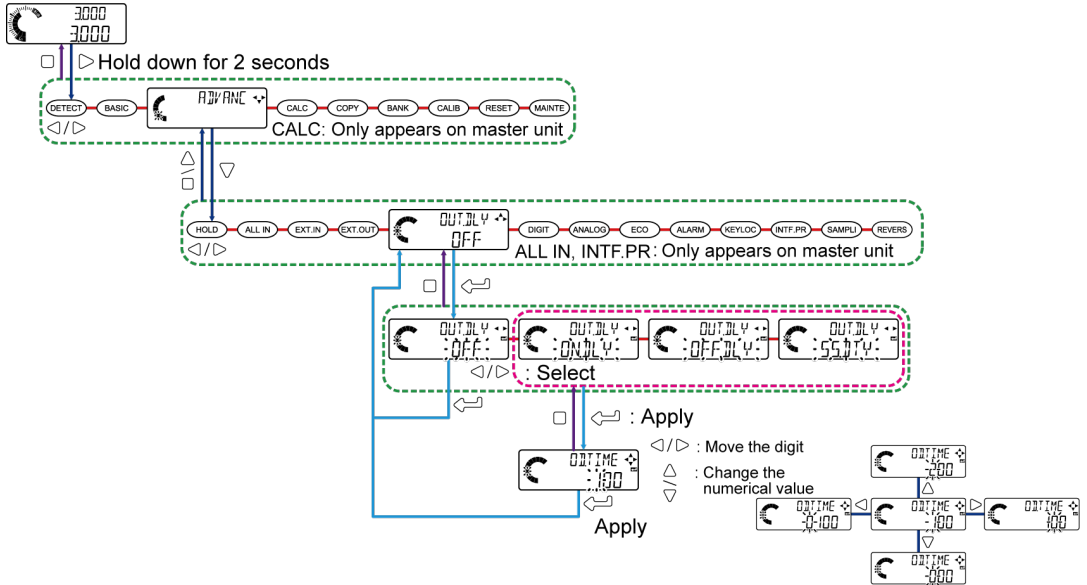 3.000
-3.000
Hold down for 2 seconds
DETECT BASIC ADVANC CALC COPY BANK CALIB RESET MAINTE
CALC: Only appears on master unit
HOLD ALL IN EXT.IN EXT.OUT OUT.DLY DIGIT ANALOG ECO ALARM KEYLOC INTF.PR SAMPLI REVERS
OFF
ALL IN, INTF.PR: Only appears on master unit
OUT.DLY OUT.DLY OUT.DLY OUT.DLY
OFF ON.DLY OFF.DLY SS.DTY
/ : Select
: Apply
/ : Move the digit
/ : Change the
numerical value
O.D.TIME
-100
Apply
O.D.TIME
-200
O.D.TIME O.D.TIME O.D.TIME
-0-100 -100 100
O.D.TIME
-000